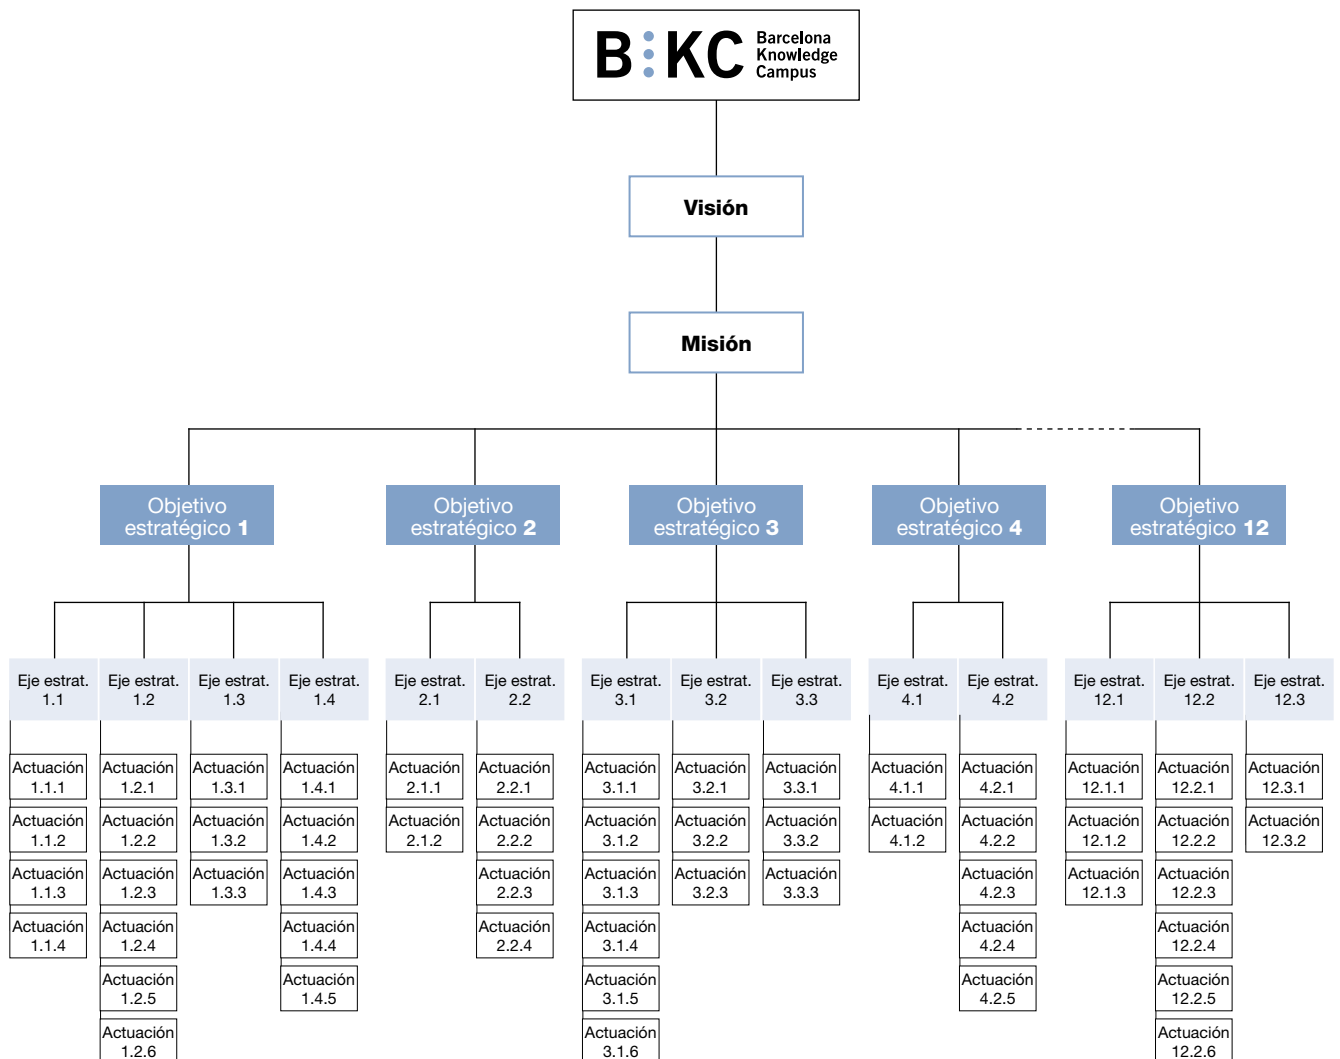 B KC
Barcelona
Knowledge
Campus
Visión
Misión
Objetivo
estratégico 1
Objetivo
estratégico 2
Objetivo
estratégico 3
Objetivo
estratégico 4
Objetivo
estratégico 12
Eje estrat.
1.1
Eje estrat.
1.2
Eje estrat.
1.3
Eje estrat.
1.4
Eje estrat.
2.1
Eje estrat.
2.2
Eje estrat.
3.1
Eje estrat.
3.2
Eje estrat.
3.3
Eje estrat.
4.1
Eje estrat.
4.2
Eje estrat.
12.1
Eje estrat.
12.2
Eje estrat.
12.3
Actuación
1.1.1
Actuación
1.2.1
Actuación
1.3.1
Actuación
1.4.1
Actuación
2.1.1
Actuación
2.2.1
Actuación
3.1.1
Actuación
3.2.1
Actuación
3.3.1
Actuación
4.1.1
Actuación
4.2.1
Actuación
12.1.1
Actuación
12.2.1
Actuación
12.3.1
Actuación
1.1.2
Actuación
1.2.2
Actuación
1.3.2
Actuación
1.4.2
Actuación
2.1.2
Actuación
2.2.2
Actuación
3.1.2
Actuación
3.2.2
Actuación
3.3.2
Actuación
4.1.2
Actuación
4.2.2
Actuación
12.1.2
Actuación
12.2.2
Actuación
12.3.2
Actuación
1.1.3
Actuación
1.2.3
Actuación
1.3.3
Actuación
1.4.3
Actuación
2.2.3
Actuación
3.1.3
Actuación
3.2.3
Actuación
3.3.3
Actuación
4.2.3
Actuación
12.1.3
Actuación
12.2.3
Actuación
1.1.4
Actuación
1.2.4
Actuación
1.4.4
Actuación
2.2.4
Actuación
3.1.4
Actuación
4.2.4
Actuación
12.2.4
Actuación
1.2.5
Actuación
1.4.5
Actuación
3.1.5
Actuación
4.2.5
Actuación
12.2.5
Actuación
1.2.6
Actuación
3.1.6
Actuación
12.2.6